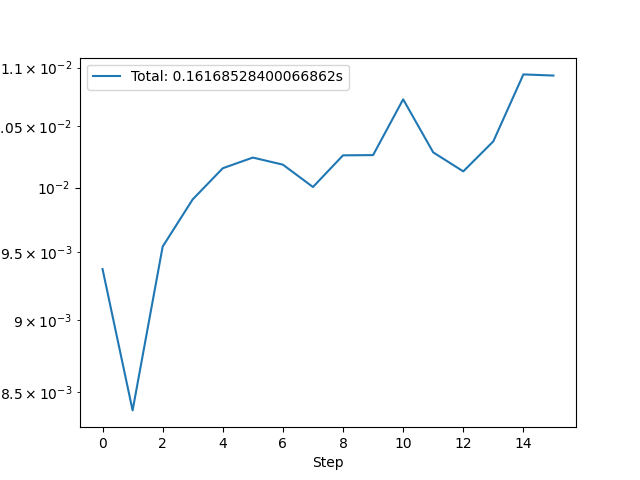 Total: 0.16168528400066862s
1.1 × 10⁻²
.05 × 10⁻²
10⁻²
9.5 × 10⁻³
9 × 10⁻³
8.5 × 10⁻³
0 2 4 6 8 10 12 14
Step